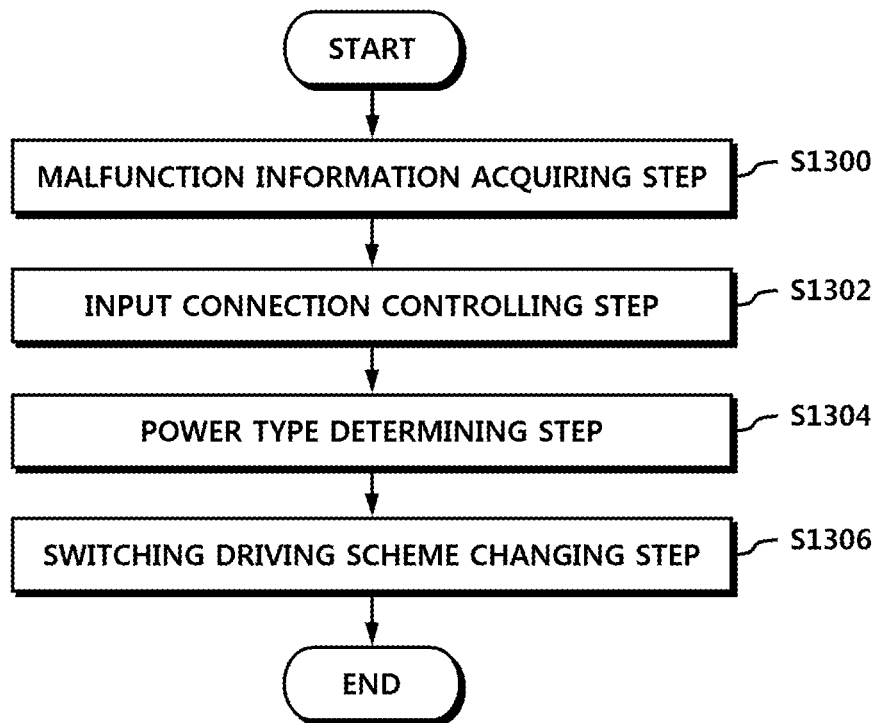 START
MALFUNCTION INFORMATION ACQUIRING STEP
S1300
INPUT CONNECTION CONTROLLING STEP
S1302
POWER TYPE DETERMINING STEP
S1304
SWITCHING DRIVING SCHEME CHANGING STEP
S1306
END